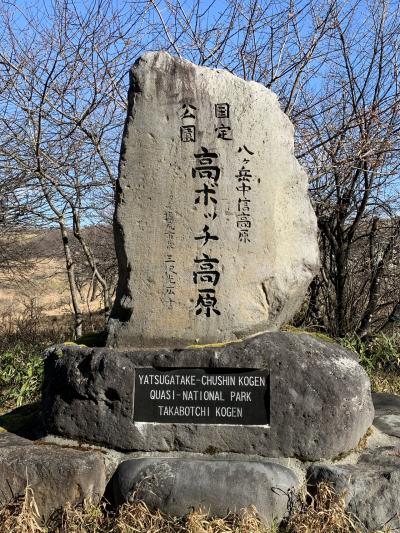 八ヶ岳中信高原
国定
公園
高ボッチ高原
YATSUGATAKE-CHUSHIN KOGEN
QUASI-NATIONAL PARK
TAKABOTCHI KOGEN